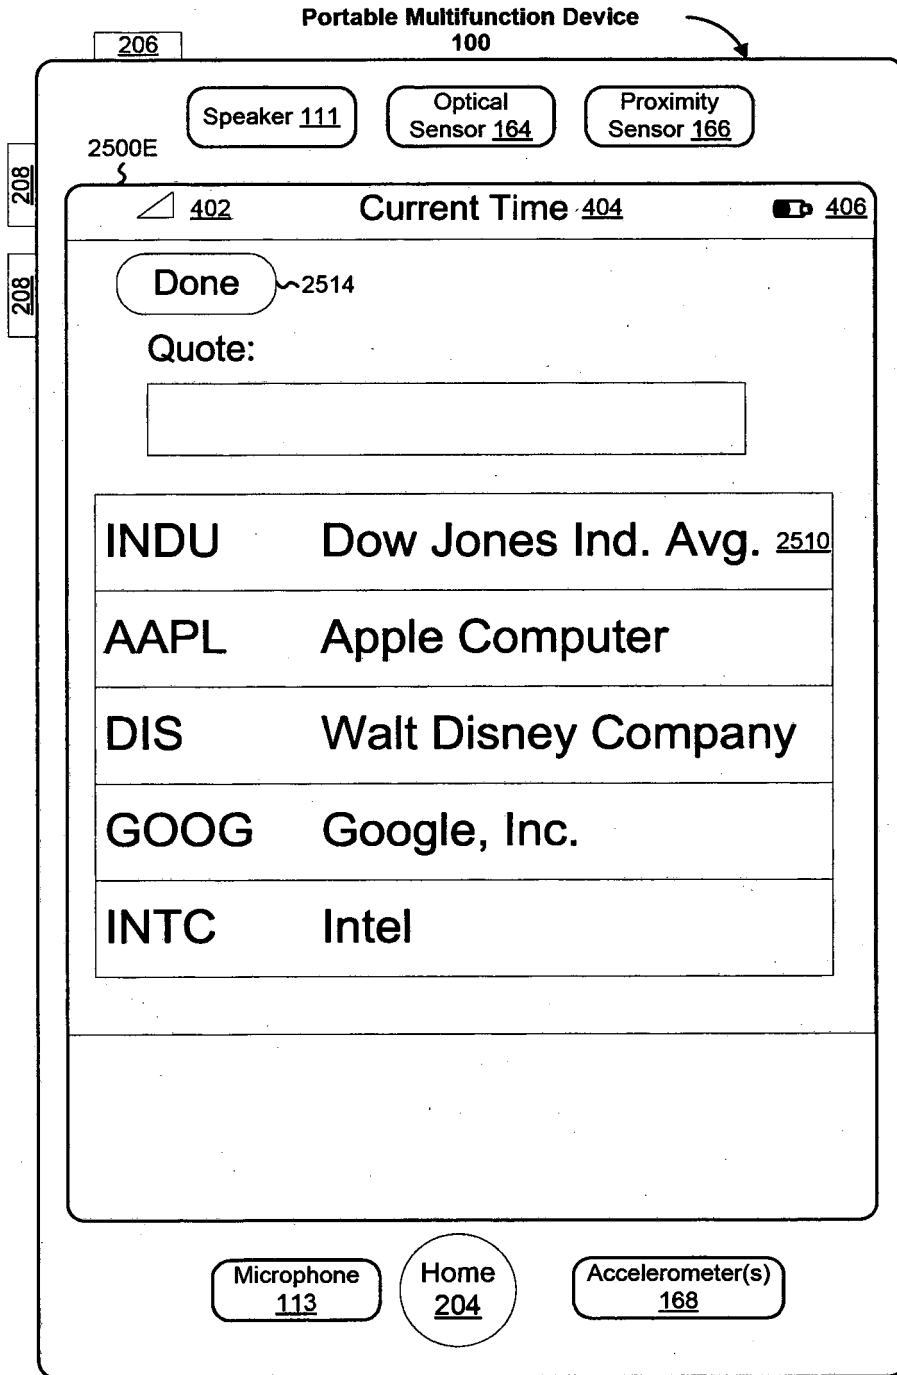 Portable Multifunction Device
100
206
Speaker 111
Optical
Sensor 164
Proximity
Sensor 166
2500E
208
402
Current Time 404
406
Done
2514
208
Quote:
INDU Dow Jones Ind. Avg. 2510
AAPL Apple Computer
DIS Walt Disney Company
GOOG Google, Inc.
INTC Intel
Microphone
113
Home
204
Accelerometer(s)
168